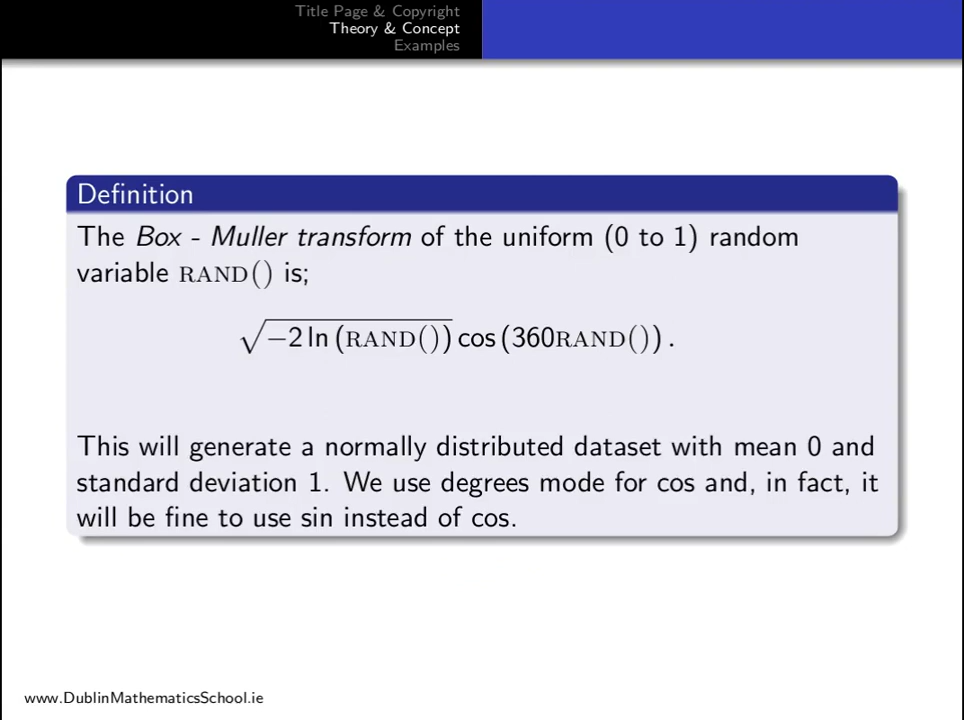 Title Page & Copyright
Theory & Concept
Examples
Definition
The Box - Muller transform of the uniform (0 to 1) random
variable RAND() is;
√−2 ln (RAND()) cos (360RAND()) .
This will generate a normally distributed dataset with mean 0 and
standard deviation 1. We use degrees mode for cos and, in fact, it
will be fine to use sin instead of cos.
www.DublinMathematicsSchool.ie